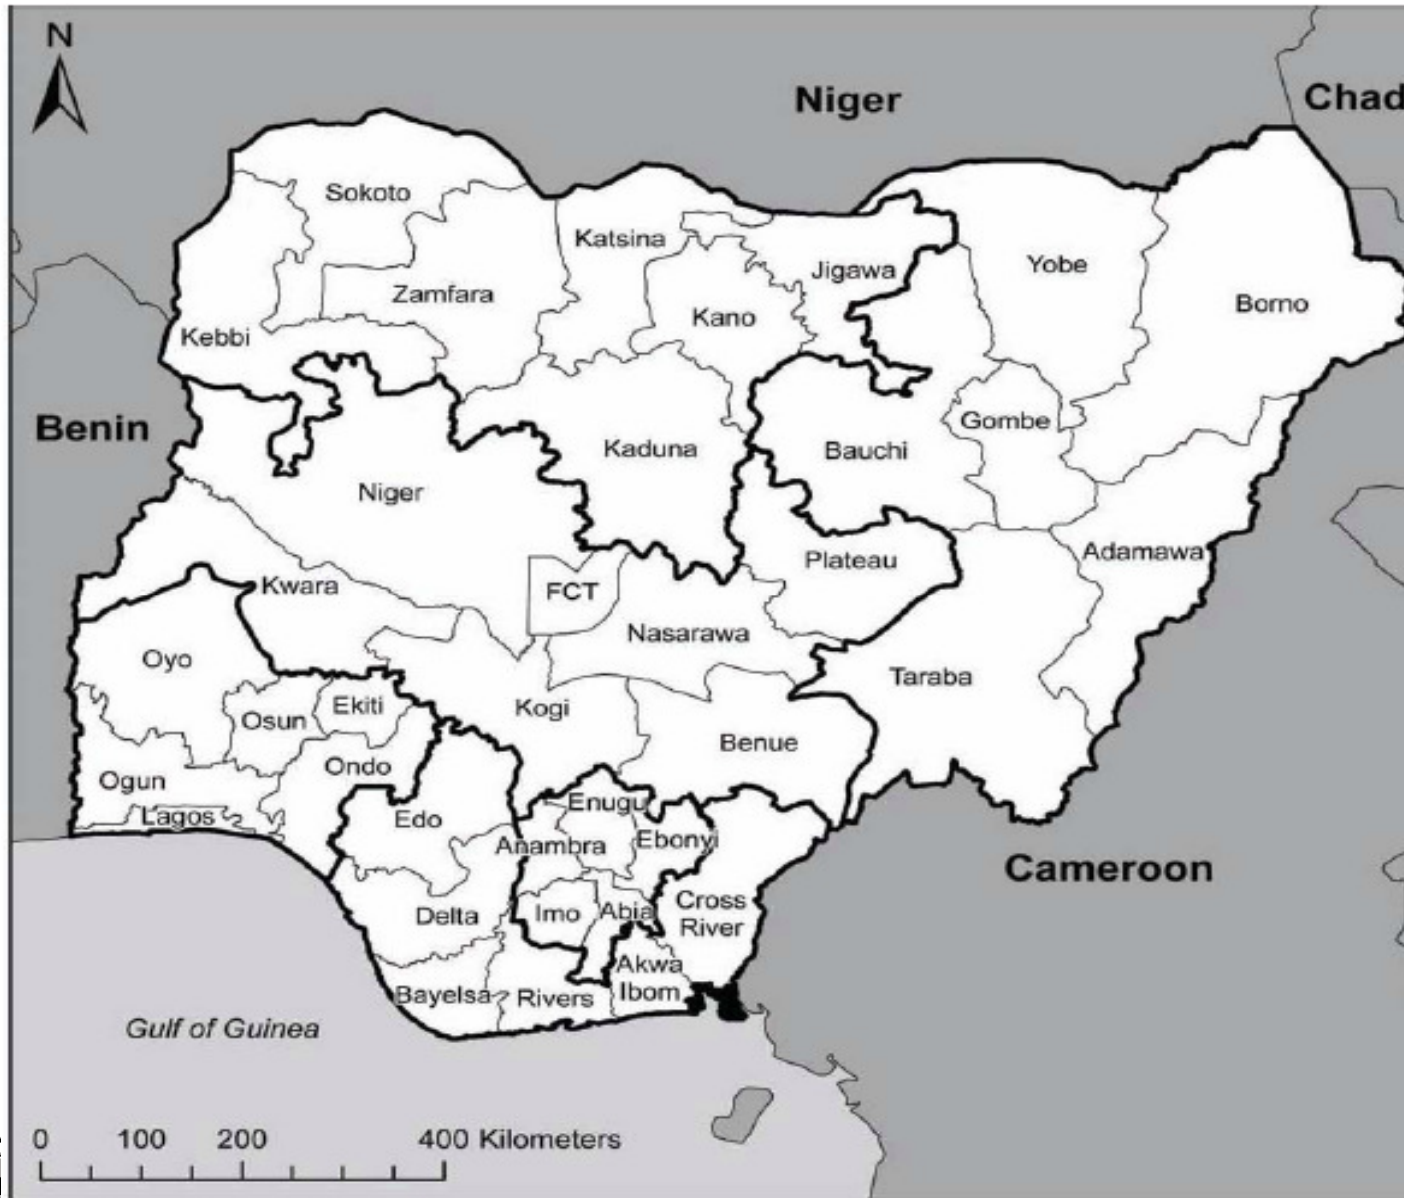 N
Niger
Chad
Sokoto
Katsina
Jigawa
Yobe
Zamfara
Kano
Borno
Kebbi
Benin
Gombe
Kaduna
Bauchi
Niger
Adamawa
Plateau
Kwara
FCT
Nasarawa
Oyo
Taraba
Ekiti
Kogi
Osun
Benue
Ondo
Ogun
Enugu
Lagos
Edo
Ebonyi
Anambra
Cameroon
Cross
River
Imo
Abia
Delta
Akwa
Ibom
Bayelsa
Rivers
Gulf of Guinea
0 100 200 400 Kilometers